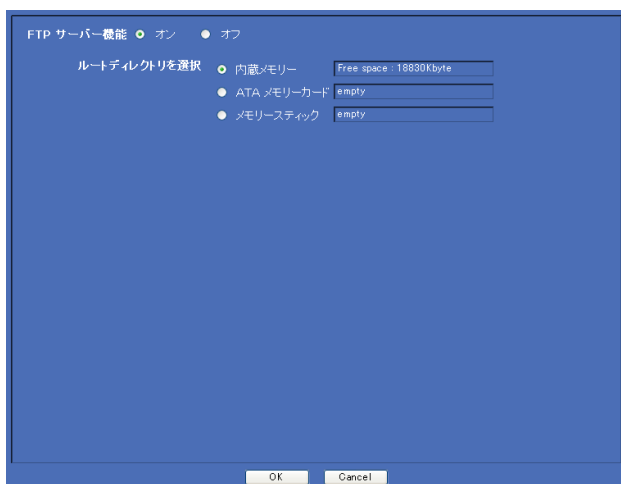 FTP サーバー機能 オン オフ
ルートディレクトリを選択 内蔵メモリー Free space : 18830Kbyte
ATA メモリーカード empty
メモリースティック empty
OK Cancel